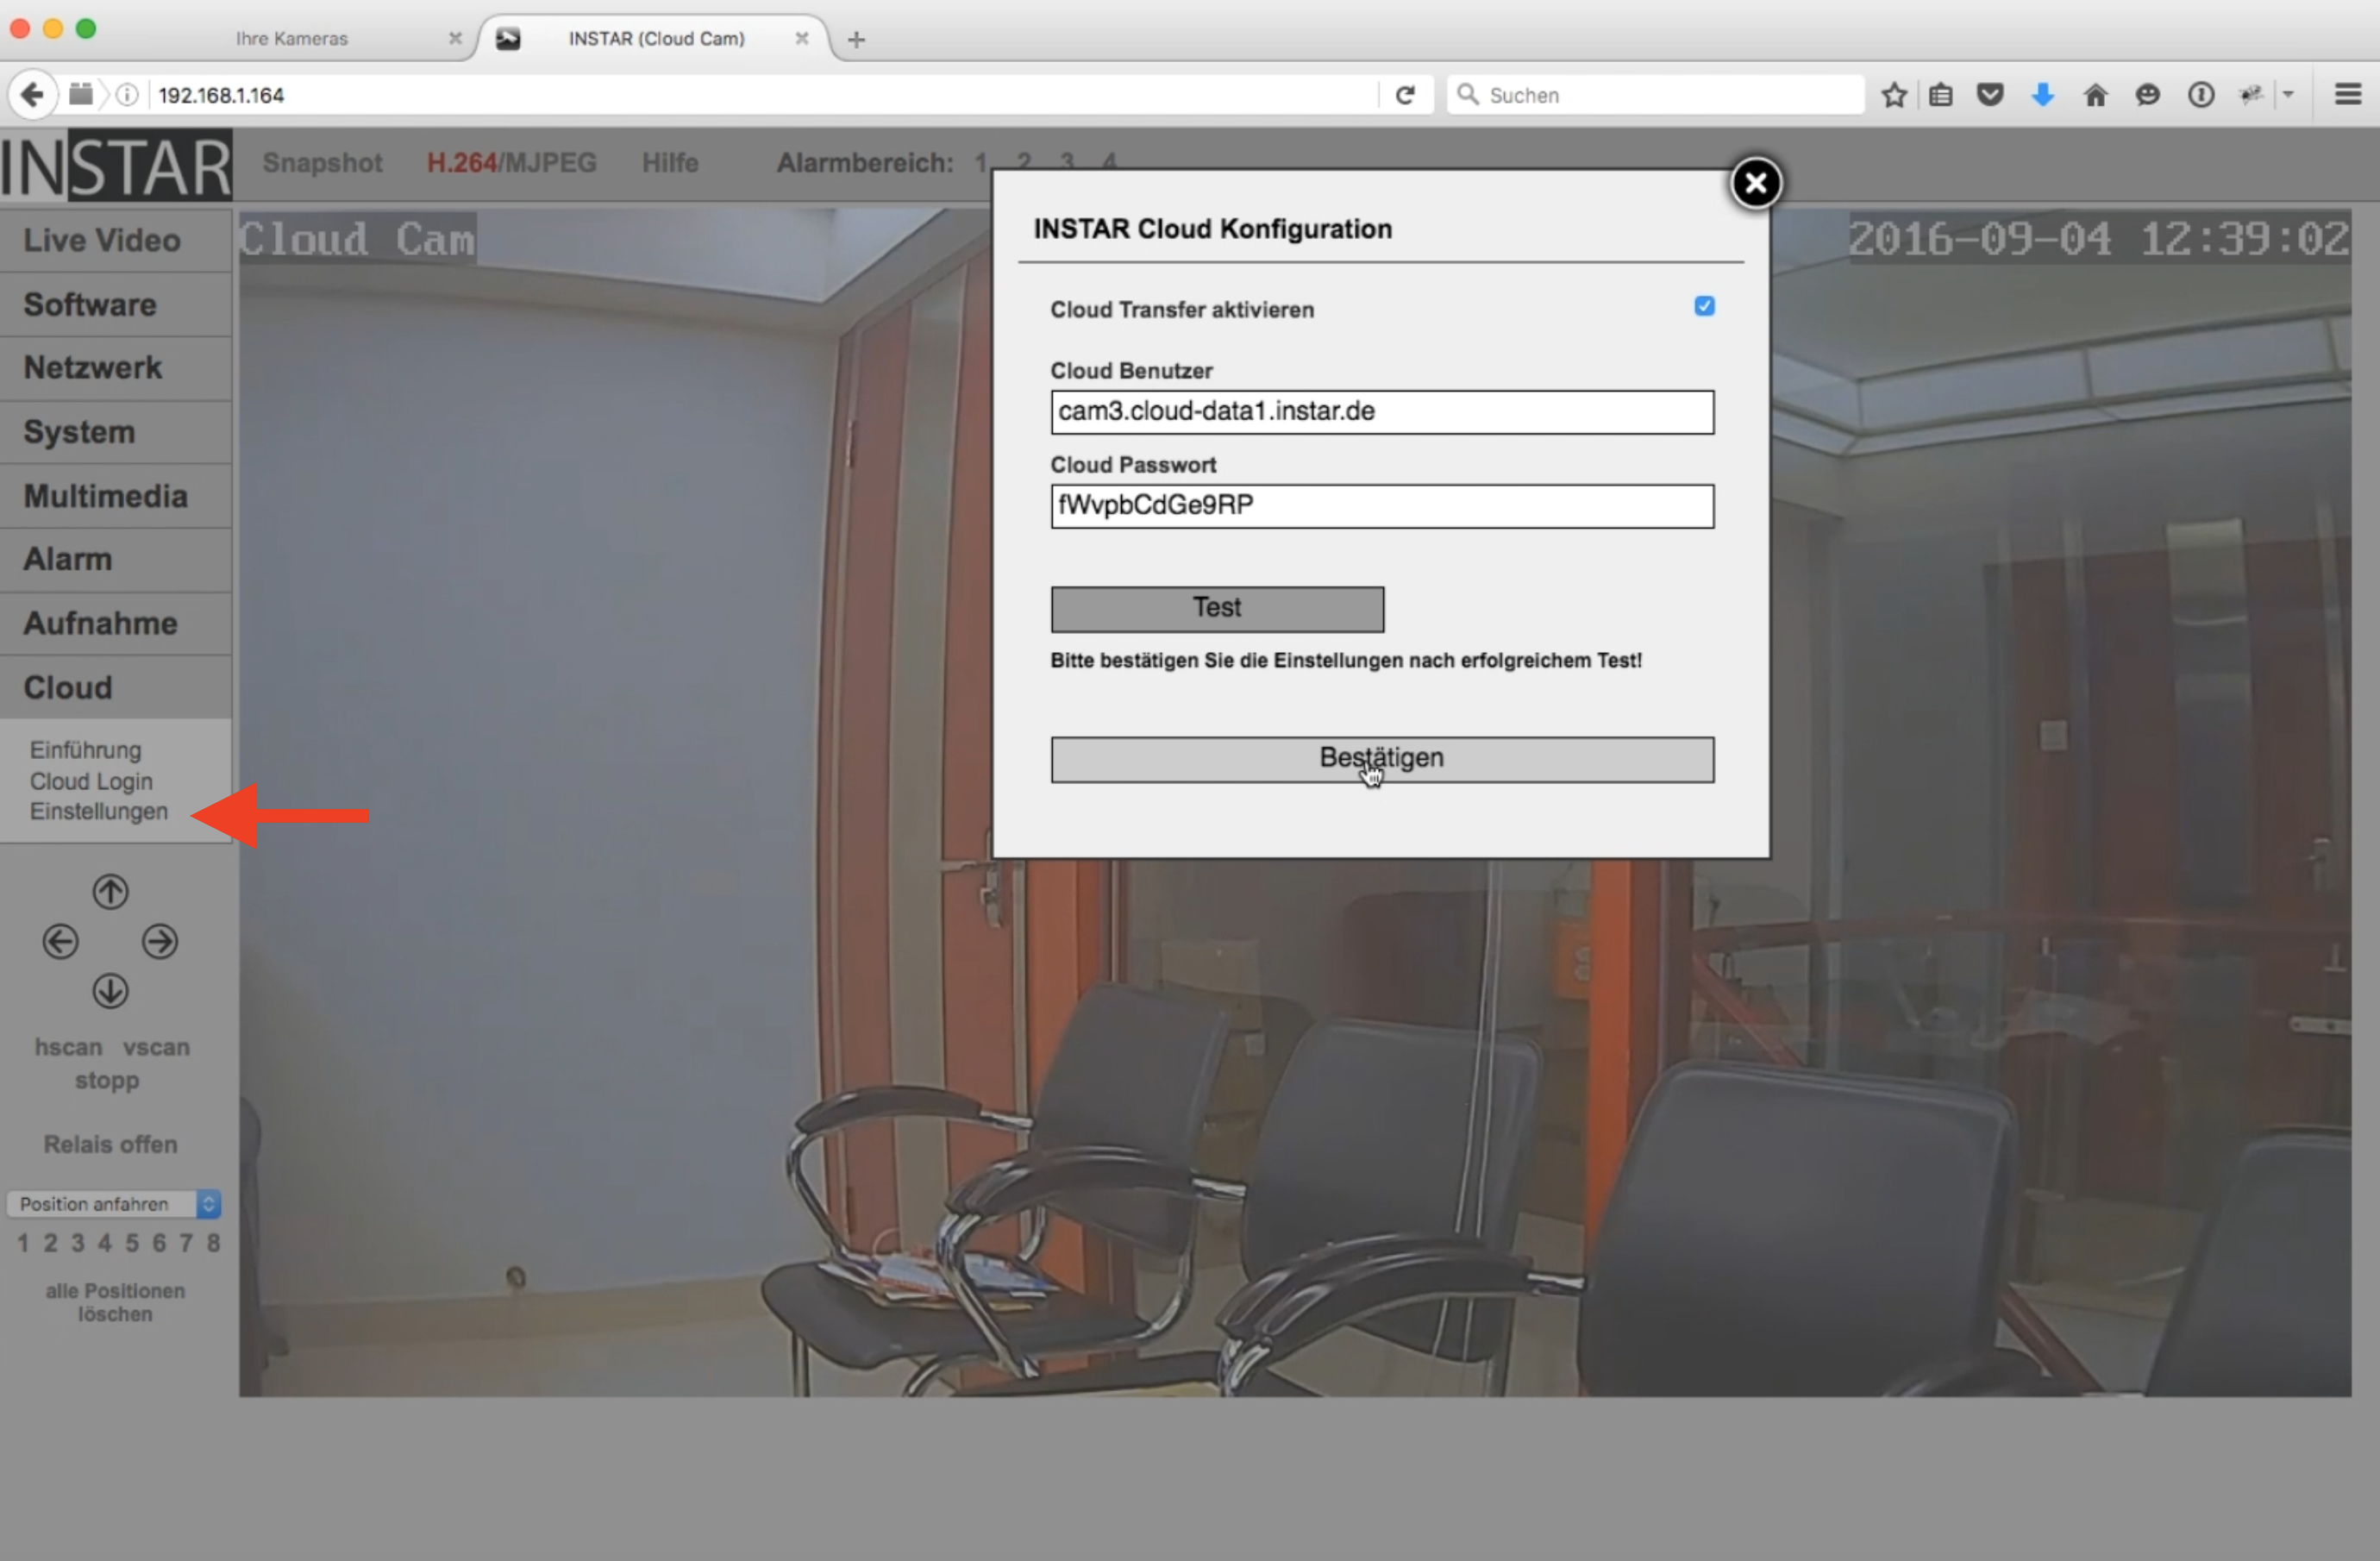 Ihre Kameras
INSTAR (Cloud Cam)
192.168.1.164
Suchen
INSTAR
Snapshot
H.264/MJPEG
Hilfe
Alarmbereich: 1 2 3 4
Live Video
Software
Netzwerk
System
Multimedia
Alarm
Aufnahme
Cloud
Einführung
Cloud Login
Einstellungen
hscan vscan
stopp
Relais offen
Position anfahren
1 2 3 4 5 6 7 8
alle Positionen
löschen
Cloud Cam
2016-09-04 12:39:02
INSTAR Cloud Konfiguration
Cloud Transfer aktivieren
Cloud Benutzer
cam3.cloud-data1.instar.de
Cloud Passwort
fWvpbCdGe9RP
Test
Bitte bestätigen Sie die Einstellungen nach erfolgreichem Test!
Bestätigen